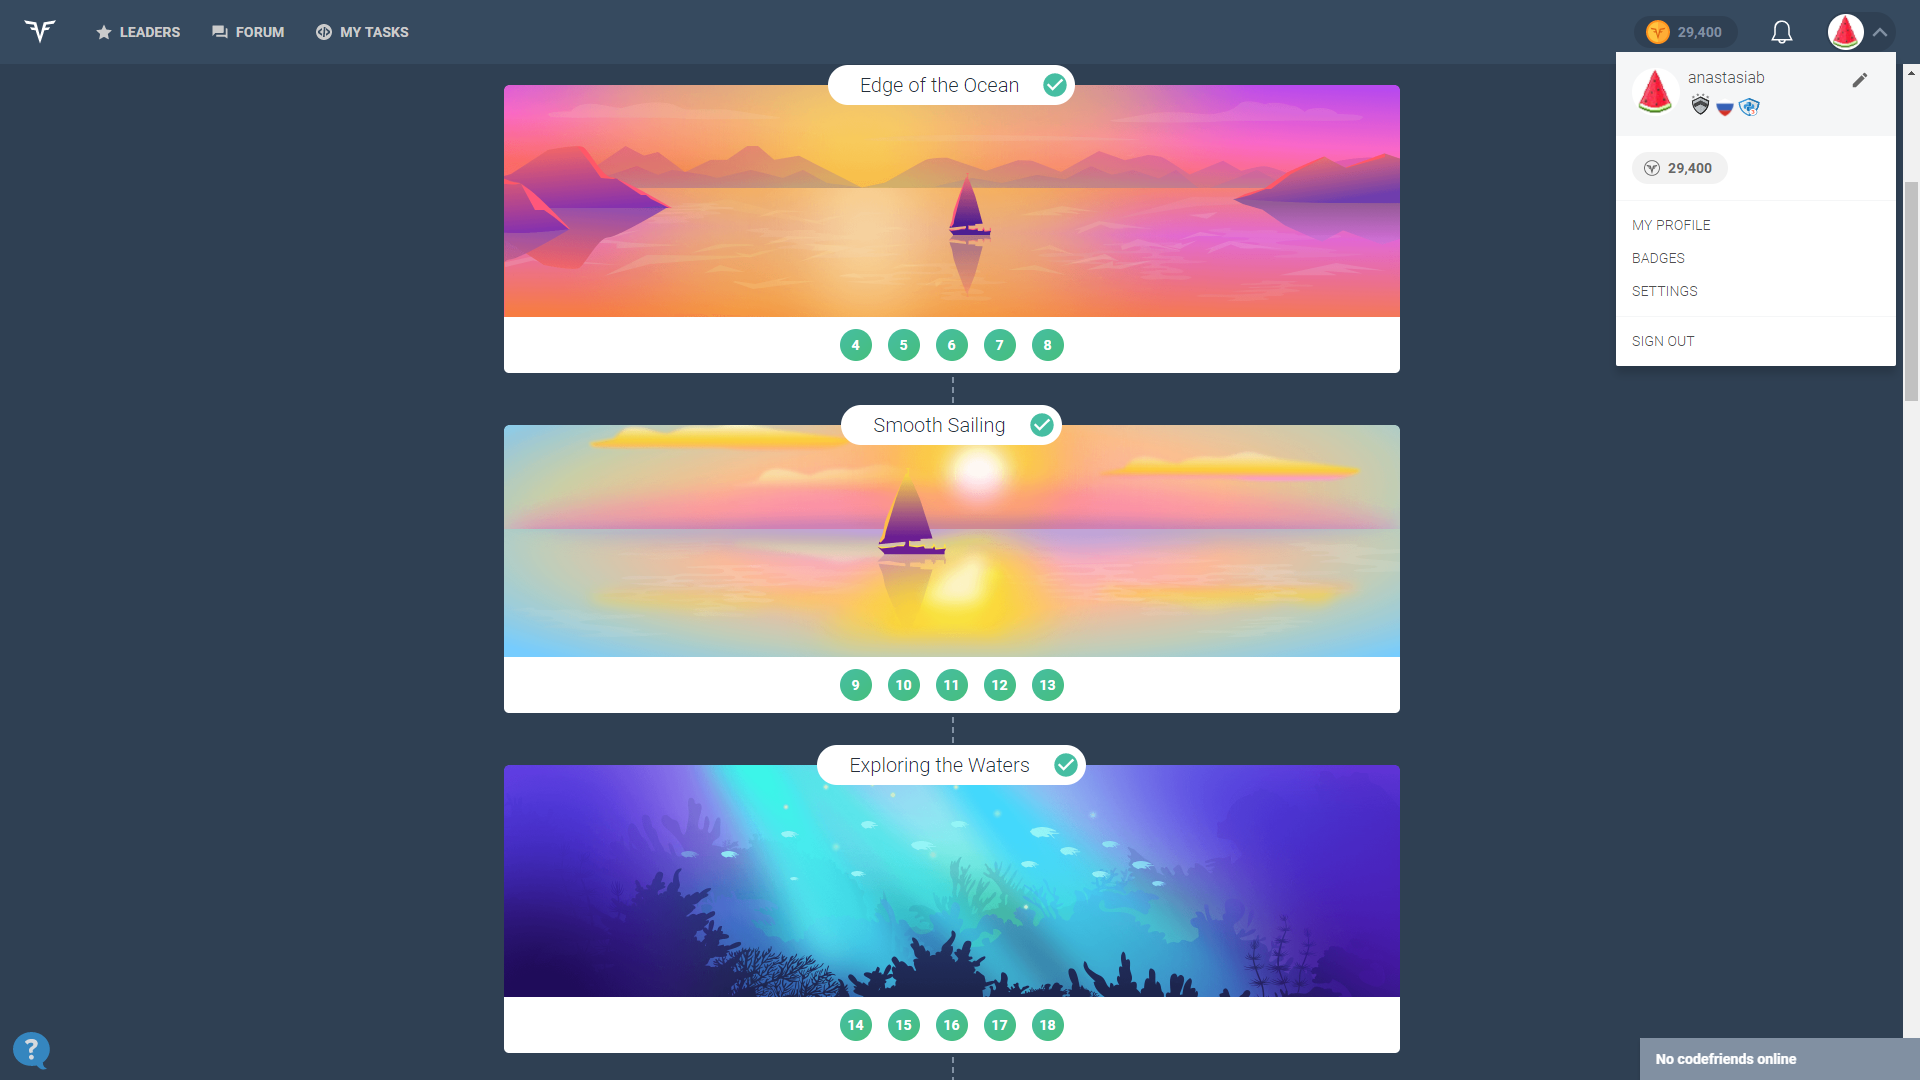 LEADERS
FORUM
MY TASKS
29,400
anastasiab
29,400
MY PROFILE
BADGES
SETTINGS
SIGN OUT
Edge of the Ocean
4 5 6 7 8
Smooth Sailing
9 10 11 12 13
Exploring the Waters
14 15 16 17 18
?
No codefriends online